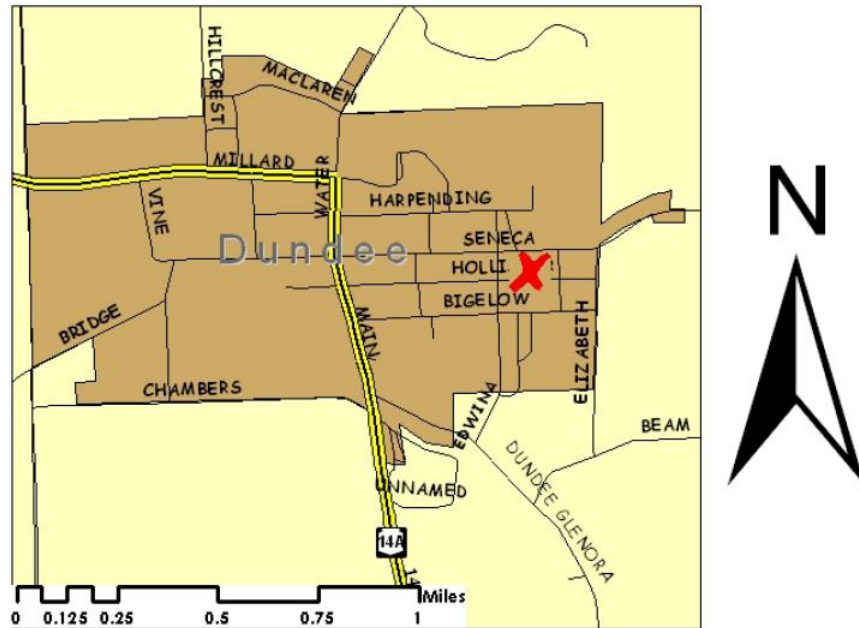 HILLCREST
MACLAREN
MILLARD
WATER
VINE
HARPENDING
N
Dundee
SENECA
HOLLI
BIGELOW
BRIDGE
MAIN
ELIZABETH
CHAMBERS
EDWINA
BEAM
DUNDEE GLENORA
UNNAMED
14A
14
Miles
0 0.125 0.25 0.5 0.75 1